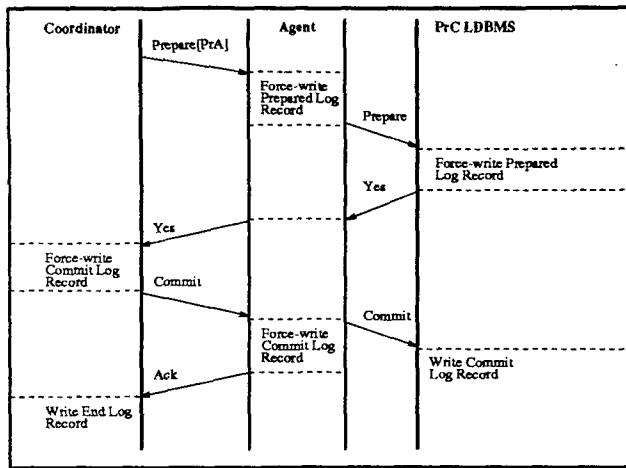 Coordinator Agent PrC LDBMS
Prepare[PrA]
Force-write
Prepared Log
Record
Prepare
Force-write Prepared
Log Record
Yes
Yes
Force-write
Commit Log
Record
Commit
Commit
Force-write
Commit Log
Record
Write Commit
Log Record
Ack
Write End Log
Record